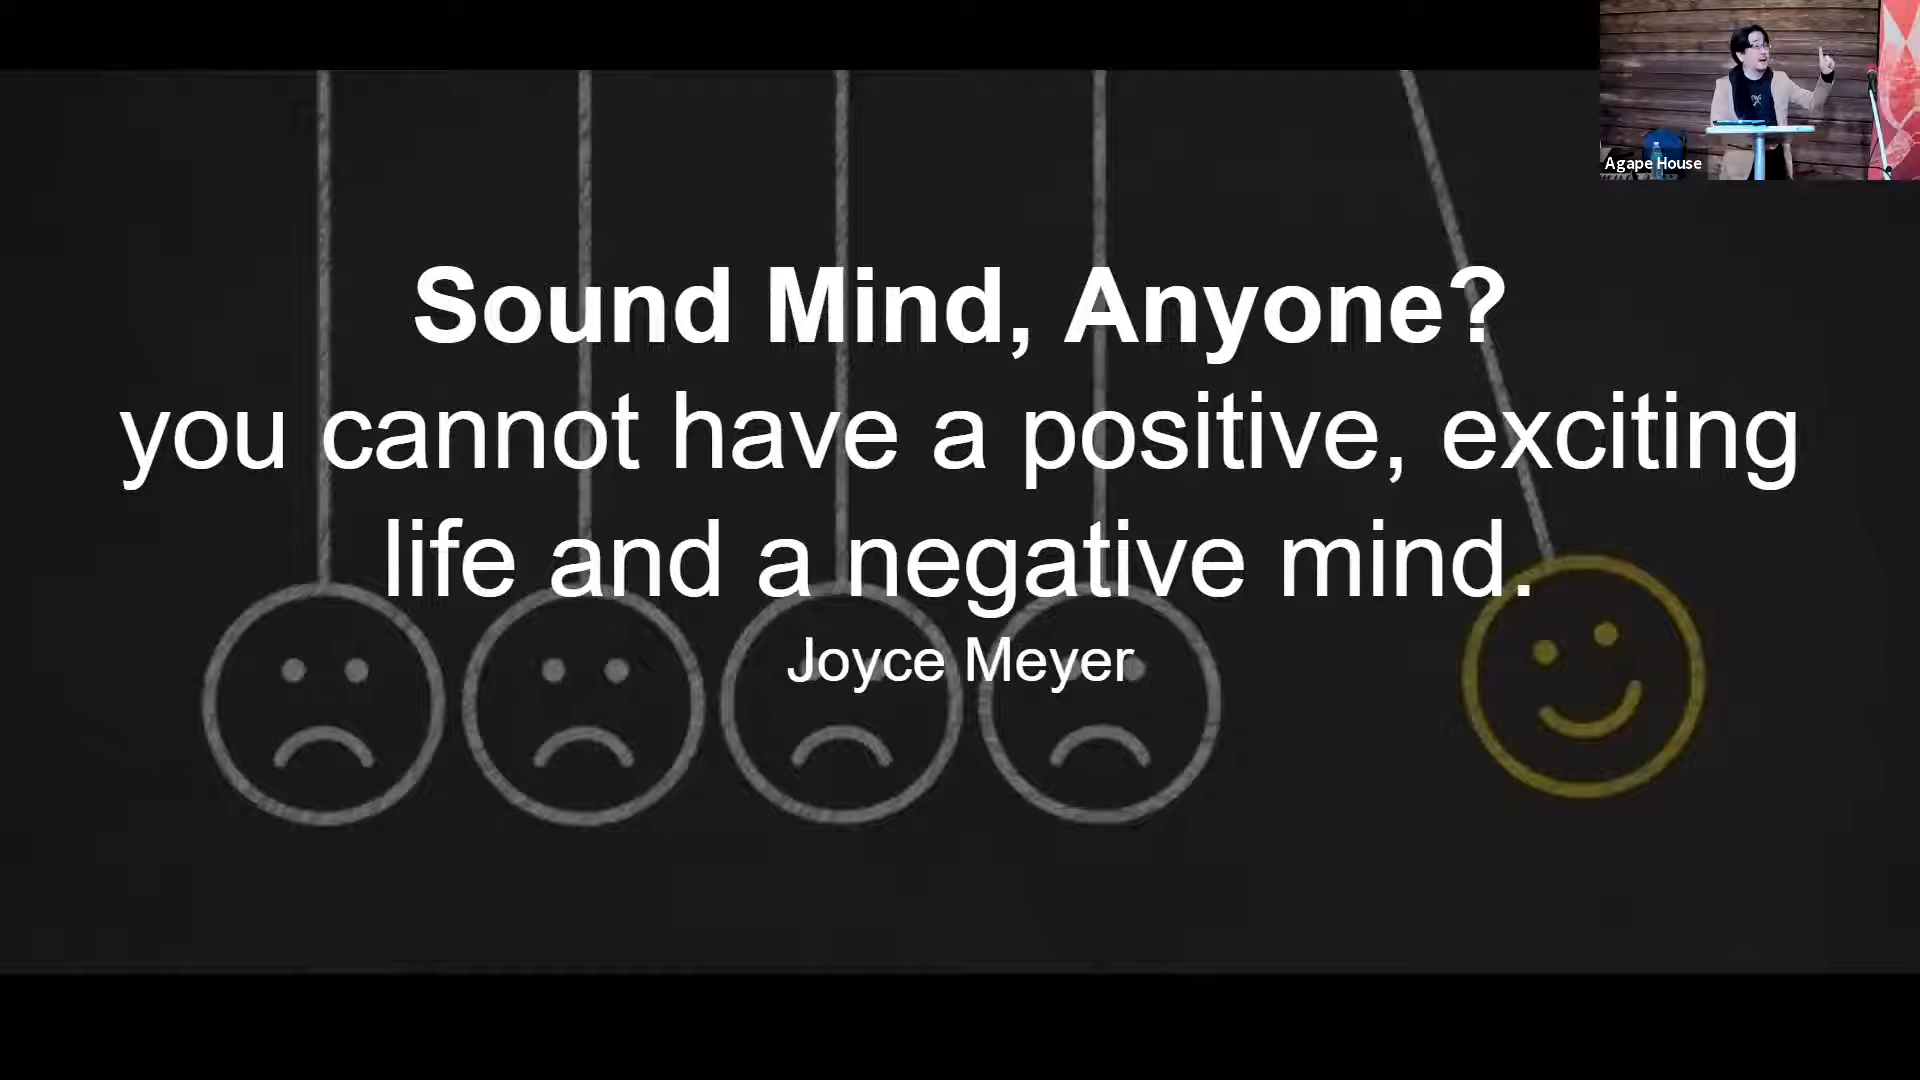 Agape House
Sound Mind, Anyone?
you cannot have a positive, exciting
life and a negative mind.
Joyce Meyer